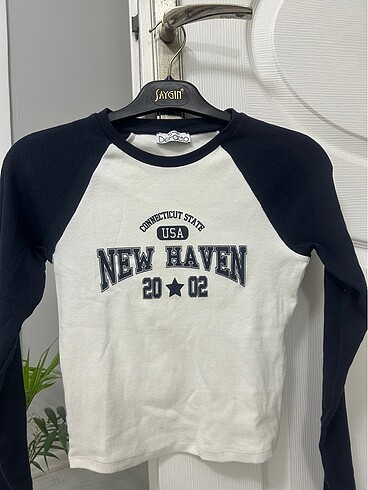 SAYGIN
CONNECTICUT STATE
USA
NEW HAVEN
20 02